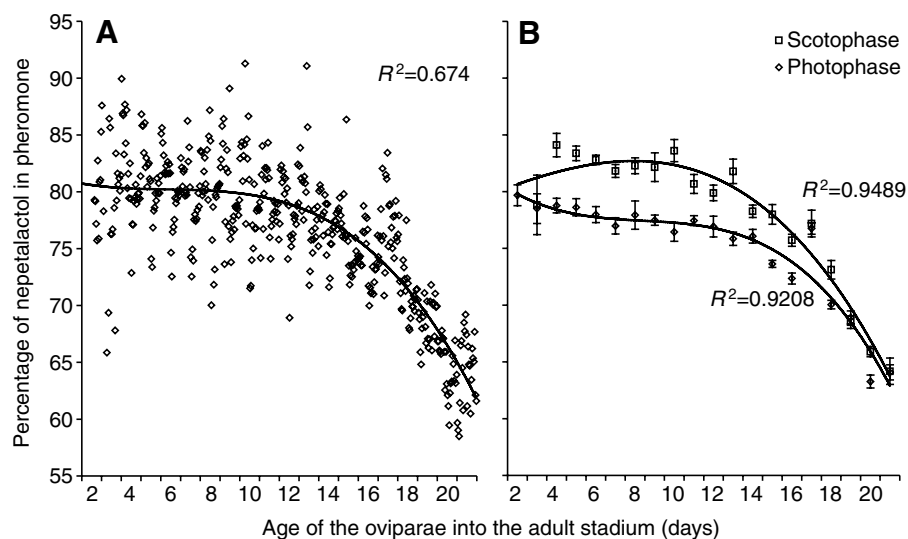 A
B
Scotophase
Photophase
R²=0.674
R²=0.9489
R²=0.9208
Percentage of nepetalactol in pheromone
95
90
85
80
75
70
65
60
55
2 4 6 8 10 12 14 16 18 20
2 4 6 8 10 12 14 16 18 20
Age of the oviparae into the adult stadium (days)